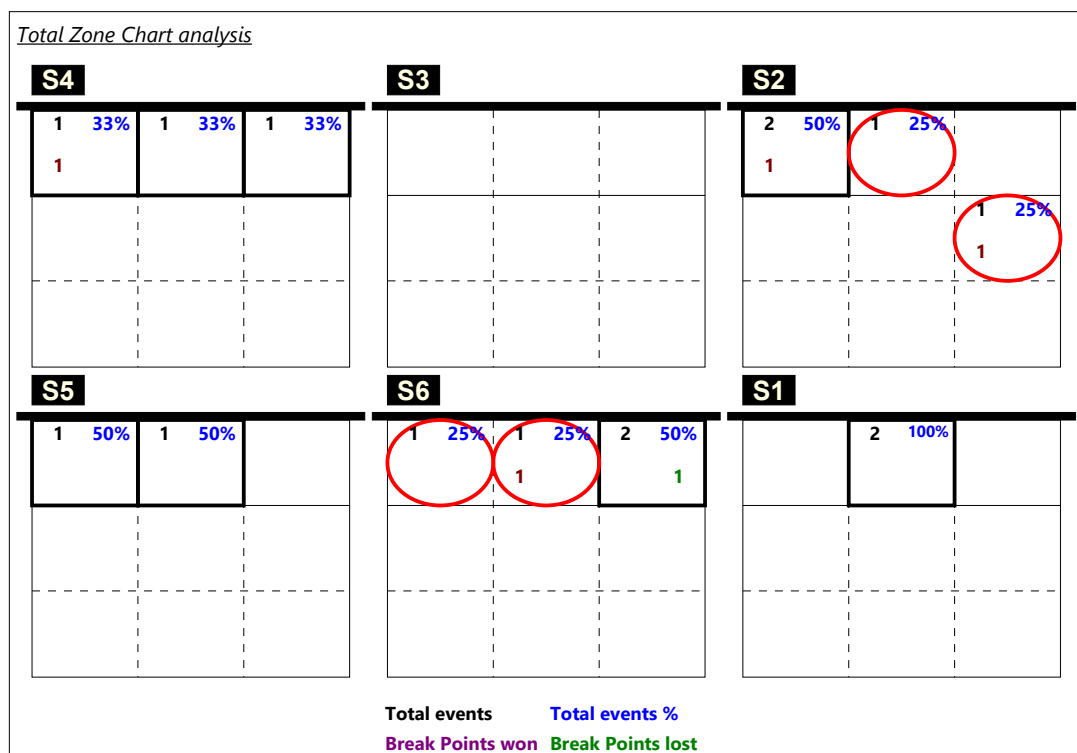 Total Zone Chart analysis
S4 S3 S2
1 33% 1 33% 1 33% 2 50% 1 25%
1 1
1 25%
1
S5 S6 S1
1 50% 1 50% 1 25% 1 25% 2 50% 2 100%
1 1
Total events Total events %
Break Points won Break Points lost